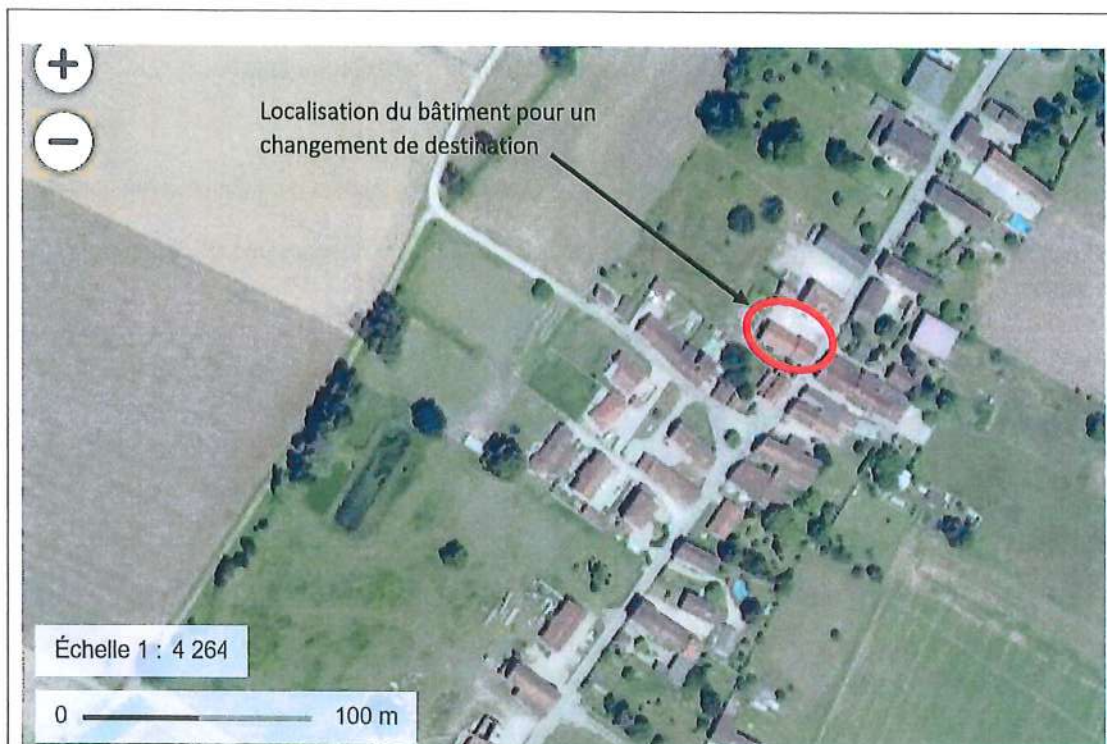 +
−
Localisation du bâtiment pour un
changement de destination
Échelle 1 : 4 264
0 100 m